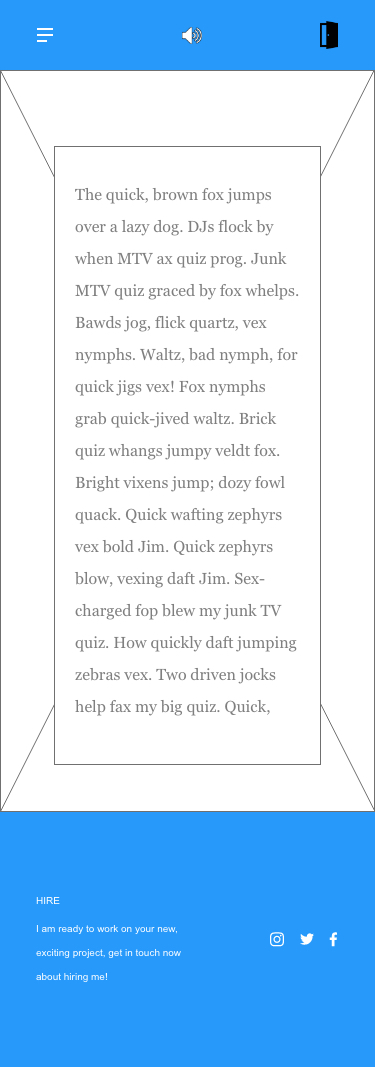 The quick, brown fox jumps
over a lazy dog. DJs flock by
when MTV ax quiz prog. Junk
MTV quiz graced by fox whelps.
Bawds jog, flick quartz, vex
nymphs. Waltz, bad nymph, for
quick jigs vex! Fox nymphs
grab quick-jived waltz. Brick
quiz whangs jumpy veldt fox.
Bright vixens jump; dozy fowl
quack. Quick wafting zephyrs
vex bold Jim. Quick zephyrs
blow, vexing daft Jim. Sex-
charged fop blew my junk TV
quiz. How quickly daft jumping
zebras vex. Two driven jocks
help fax my big quiz. Quick,
HIRE
I am ready to work on your new,
exciting project, get in touch now
about hiring me!